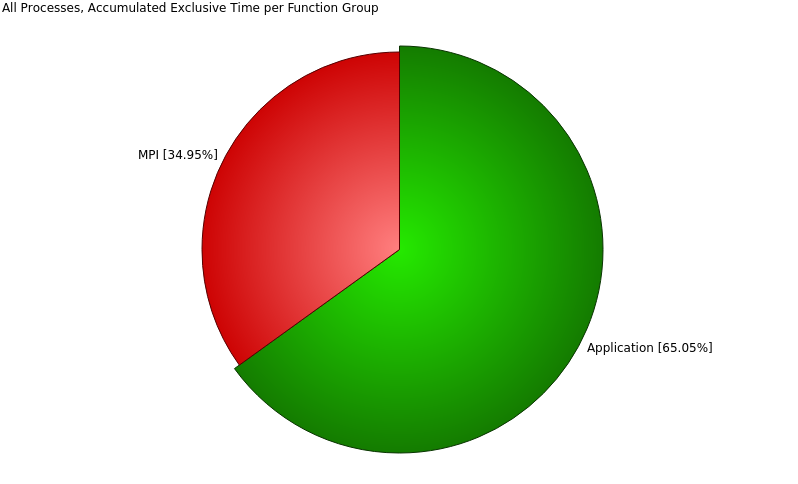 All Processes, Accumulated Exclusive Time per Function Group
MPI [34.95%]
Application [65.05%]